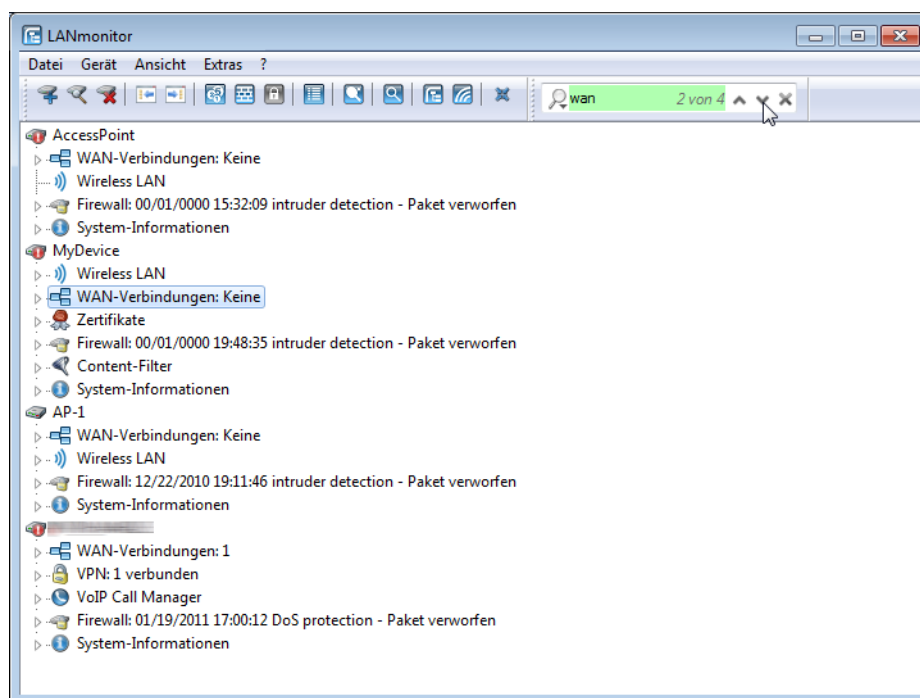 LANmonitor
Datei Gerät Ansicht Extras ?
wan 2 von 4
AccessPoint
WAN-Verbindungen: Keine
Wireless LAN
Firewall: 00/01/0000 15:32:09 intruder detection - Paket verworfen
System-Informationen
MyDevice
Wireless LAN
WAN-Verbindungen: Keine
Zertifikate
Firewall: 00/01/0000 19:48:35 intruder detection - Paket verworfen
Content-Filter
System-Informationen
AP-1
WAN-Verbindungen: Keine
Wireless LAN
Firewall: 12/22/2010 19:11:46 intruder detection - Paket verworfen
System-Informationen
WAN-Verbindungen: 1
VPN: 1 verbunden
VoIP Call Manager
Firewall: 01/19/2011 17:00:12 DoS protection - Paket verworfen
System-Informationen